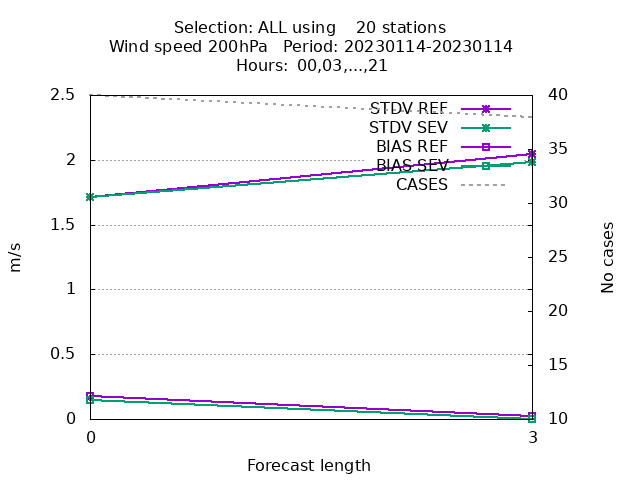 Selection: ALL using    20 stations
Wind speed 200hPa   Period: 20230114-20230114
Hours: 00,03,...,21
2.5
2
1.5
1
0.5
0
m/s
STDV REF
STDV SEV
BIAS REF
BIAS SEV
CASES
40
35
30
25
20
15
10
No cases
0
3
Forecast length